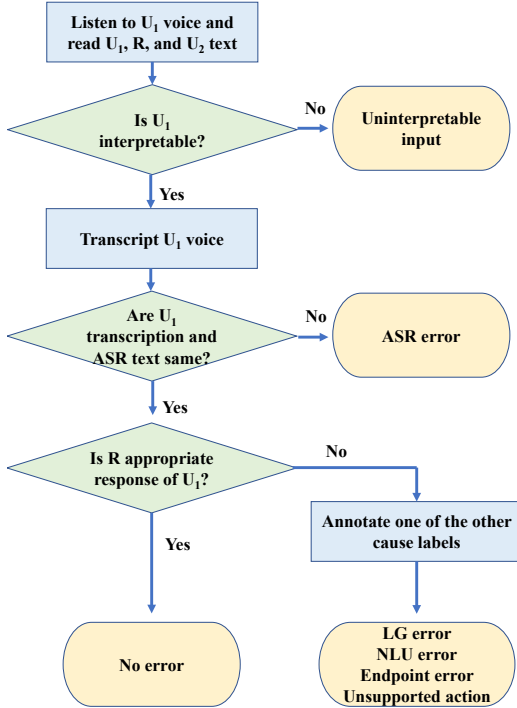 Listen to U₁ voice and
read U₁, R, and U₂ text
Is U₁
interpretable?
No
Uninterpretable
input
Yes
Transcript U₁ voice
Are U₁
transcription and
ASR text same?
No
ASR error
Yes
Is R appropriate
response of U₁?
No
Annotate one of the other
cause labels
Yes
No error
LG error
NLU error
Endpoint error
Unsupported action